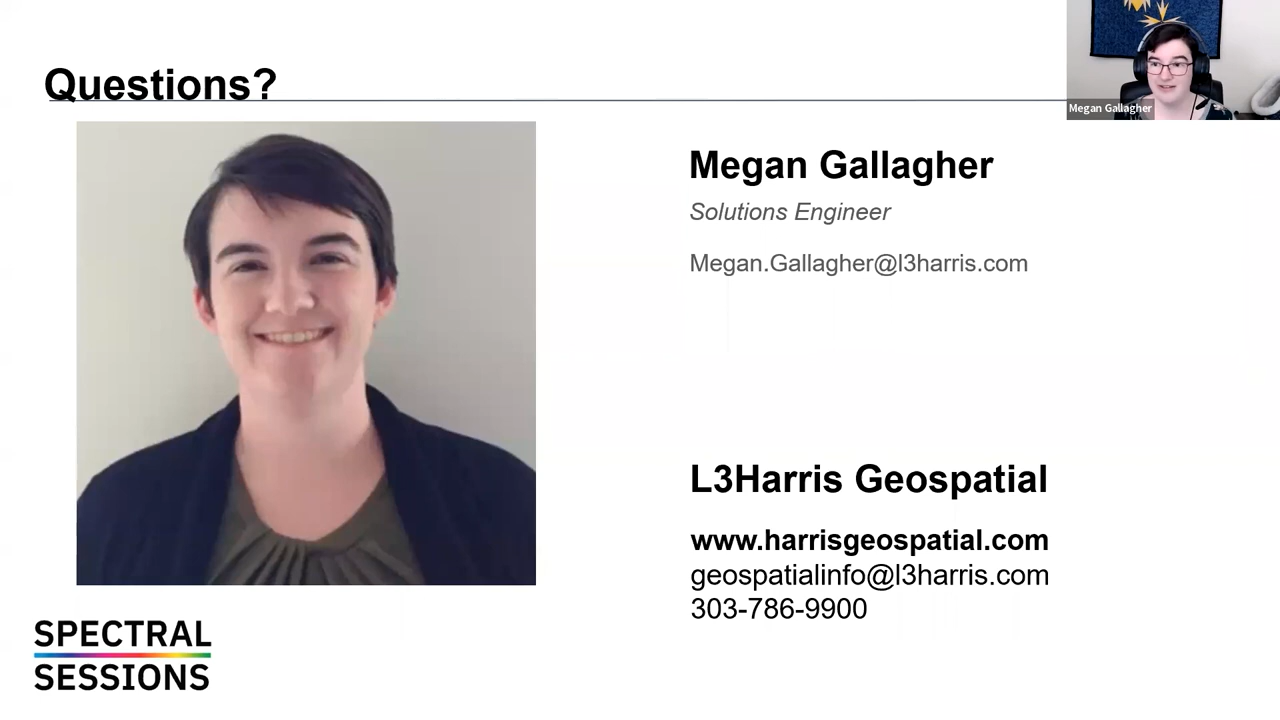 Questions?
Megan Gallagher
Megan Gallagher
Solutions Engineer
Megan.Gallagher@l3harris.com
L3Harris Geospatial
www.harrisgeospatial.com
geospatialinfo@l3harris.com
303-786-9900
SPECTRAL
SESSIONS